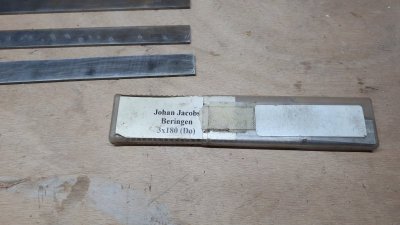 Johan Jacobs
Beringen
3x180 (Do)